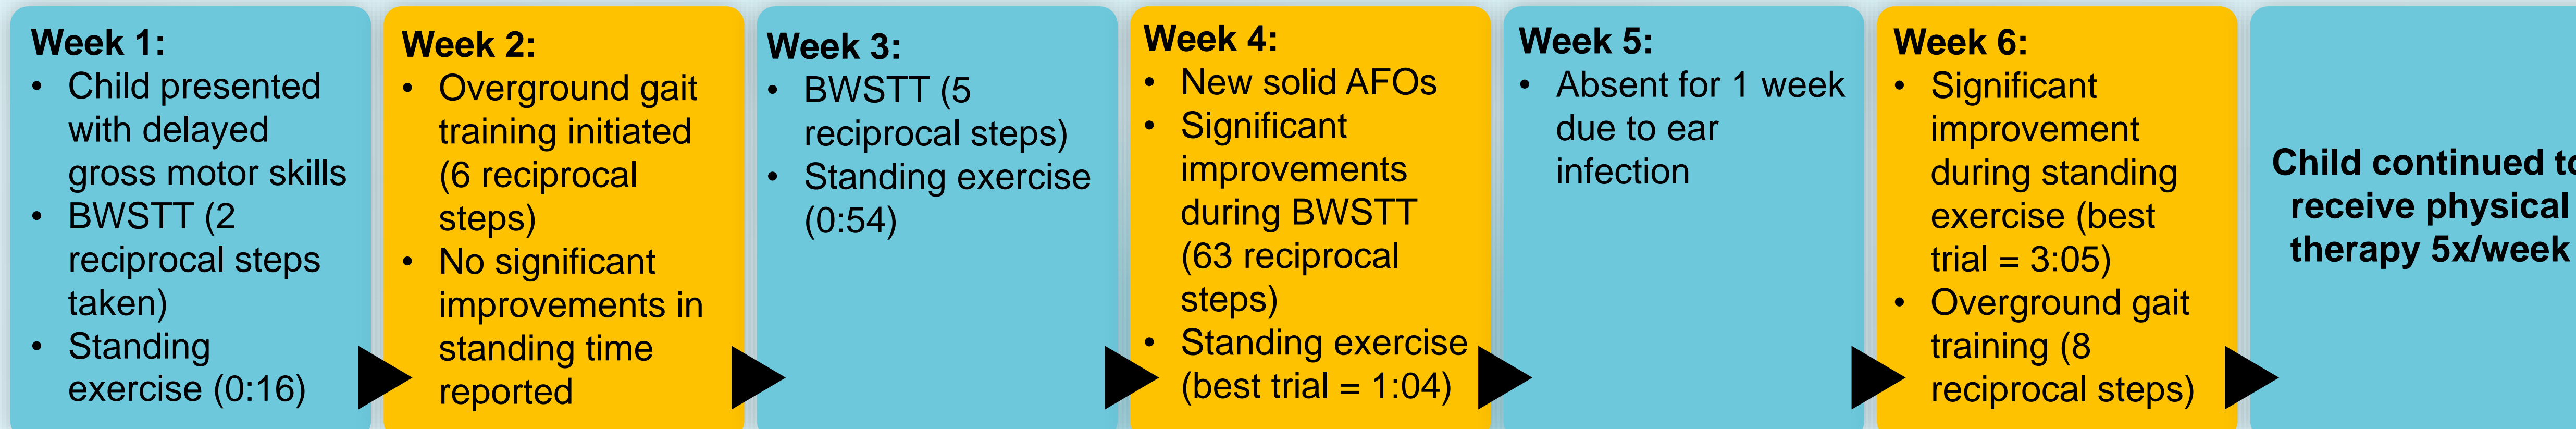 Week 1:
• Child presented
with delayed
gross motor skills
• BWSTT (2
reciprocal steps
taken)
• Standing
exercise (0:16)
Week 2:
• Overground gait
training initiated
(6 reciprocal
steps)
• No significant
improvements in
standing time
reported
Week 3:
• BWSTT (5
reciprocal steps)
• Standing exercise
(0:54)
Week 4:
• New solid AFOs
• Significant
improvements
during BWSTT
(63 reciprocal
steps)
• Standing exercise
(best trial = 1:04)
Week 5:
• Absent for 1 week
due to ear
infection
Week 6:
• Significant
improvement
during standing
exercise (best
trial = 3:05)
• Overground gait
training (8
reciprocal steps)
Child continued to
receive physical
therapy 5x/week